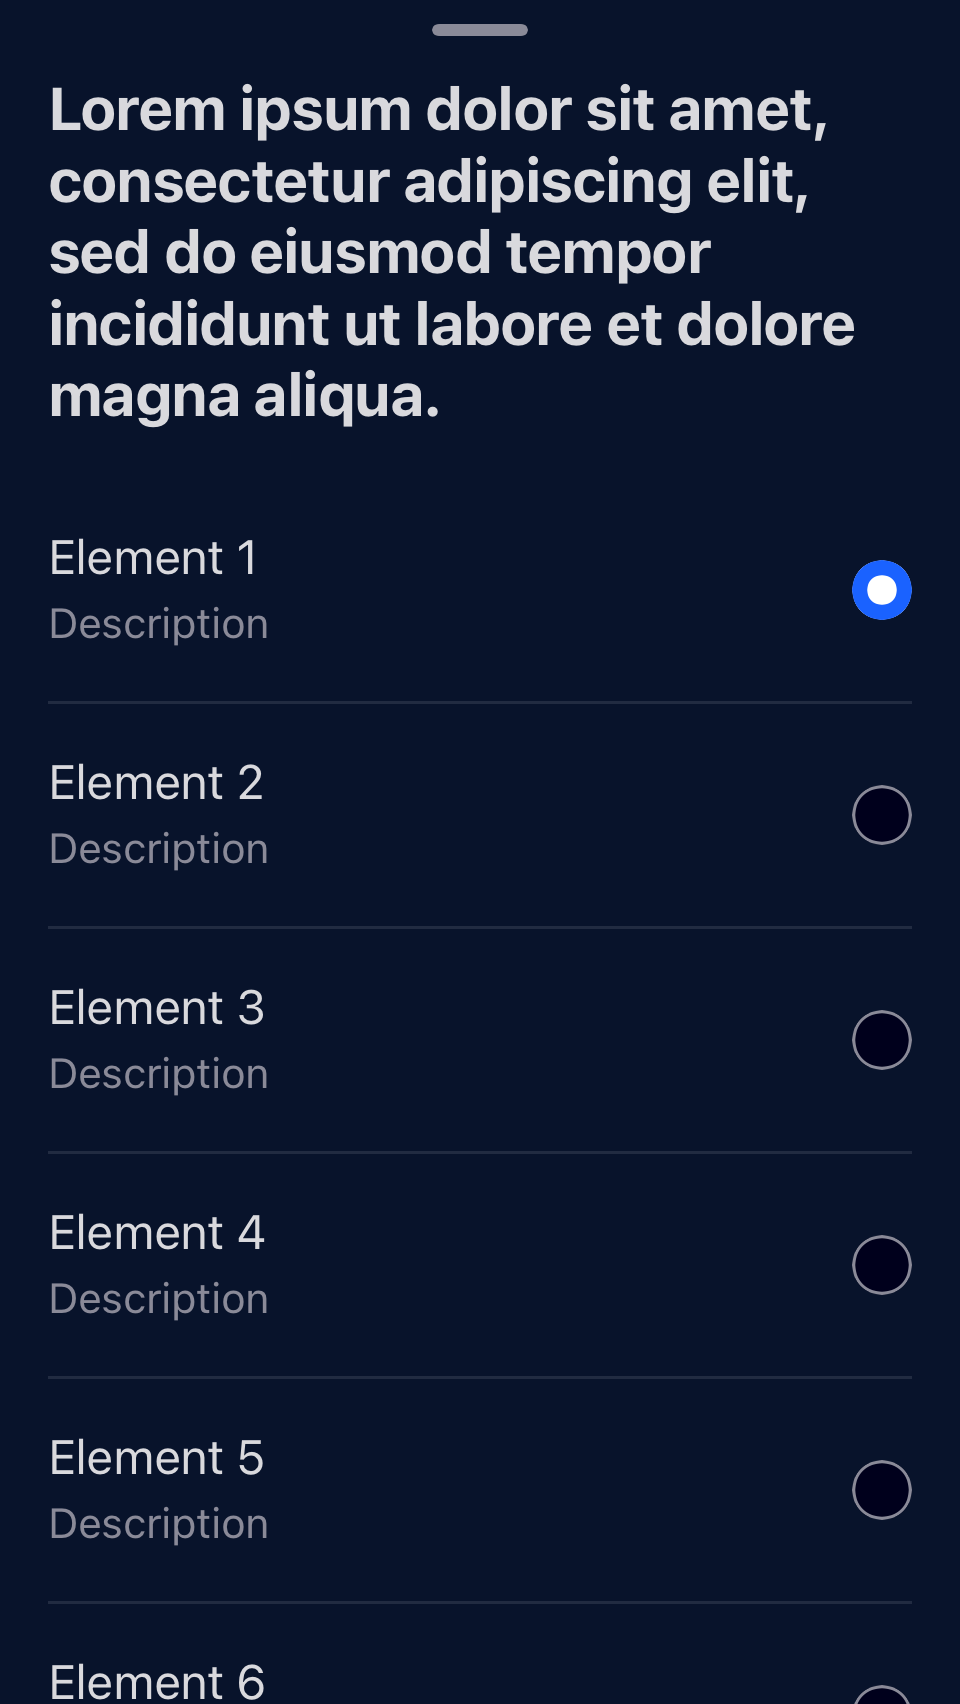 Lorem ipsum dolor sit amet,
consectetur adipiscing elit,
sed do eiusmod tempor
incididunt ut labore et dolore
magna aliqua.
Element 1
Description
Element 2
Description
Element 3
Description
Element 4
Description
Element 5
Description
Element 6